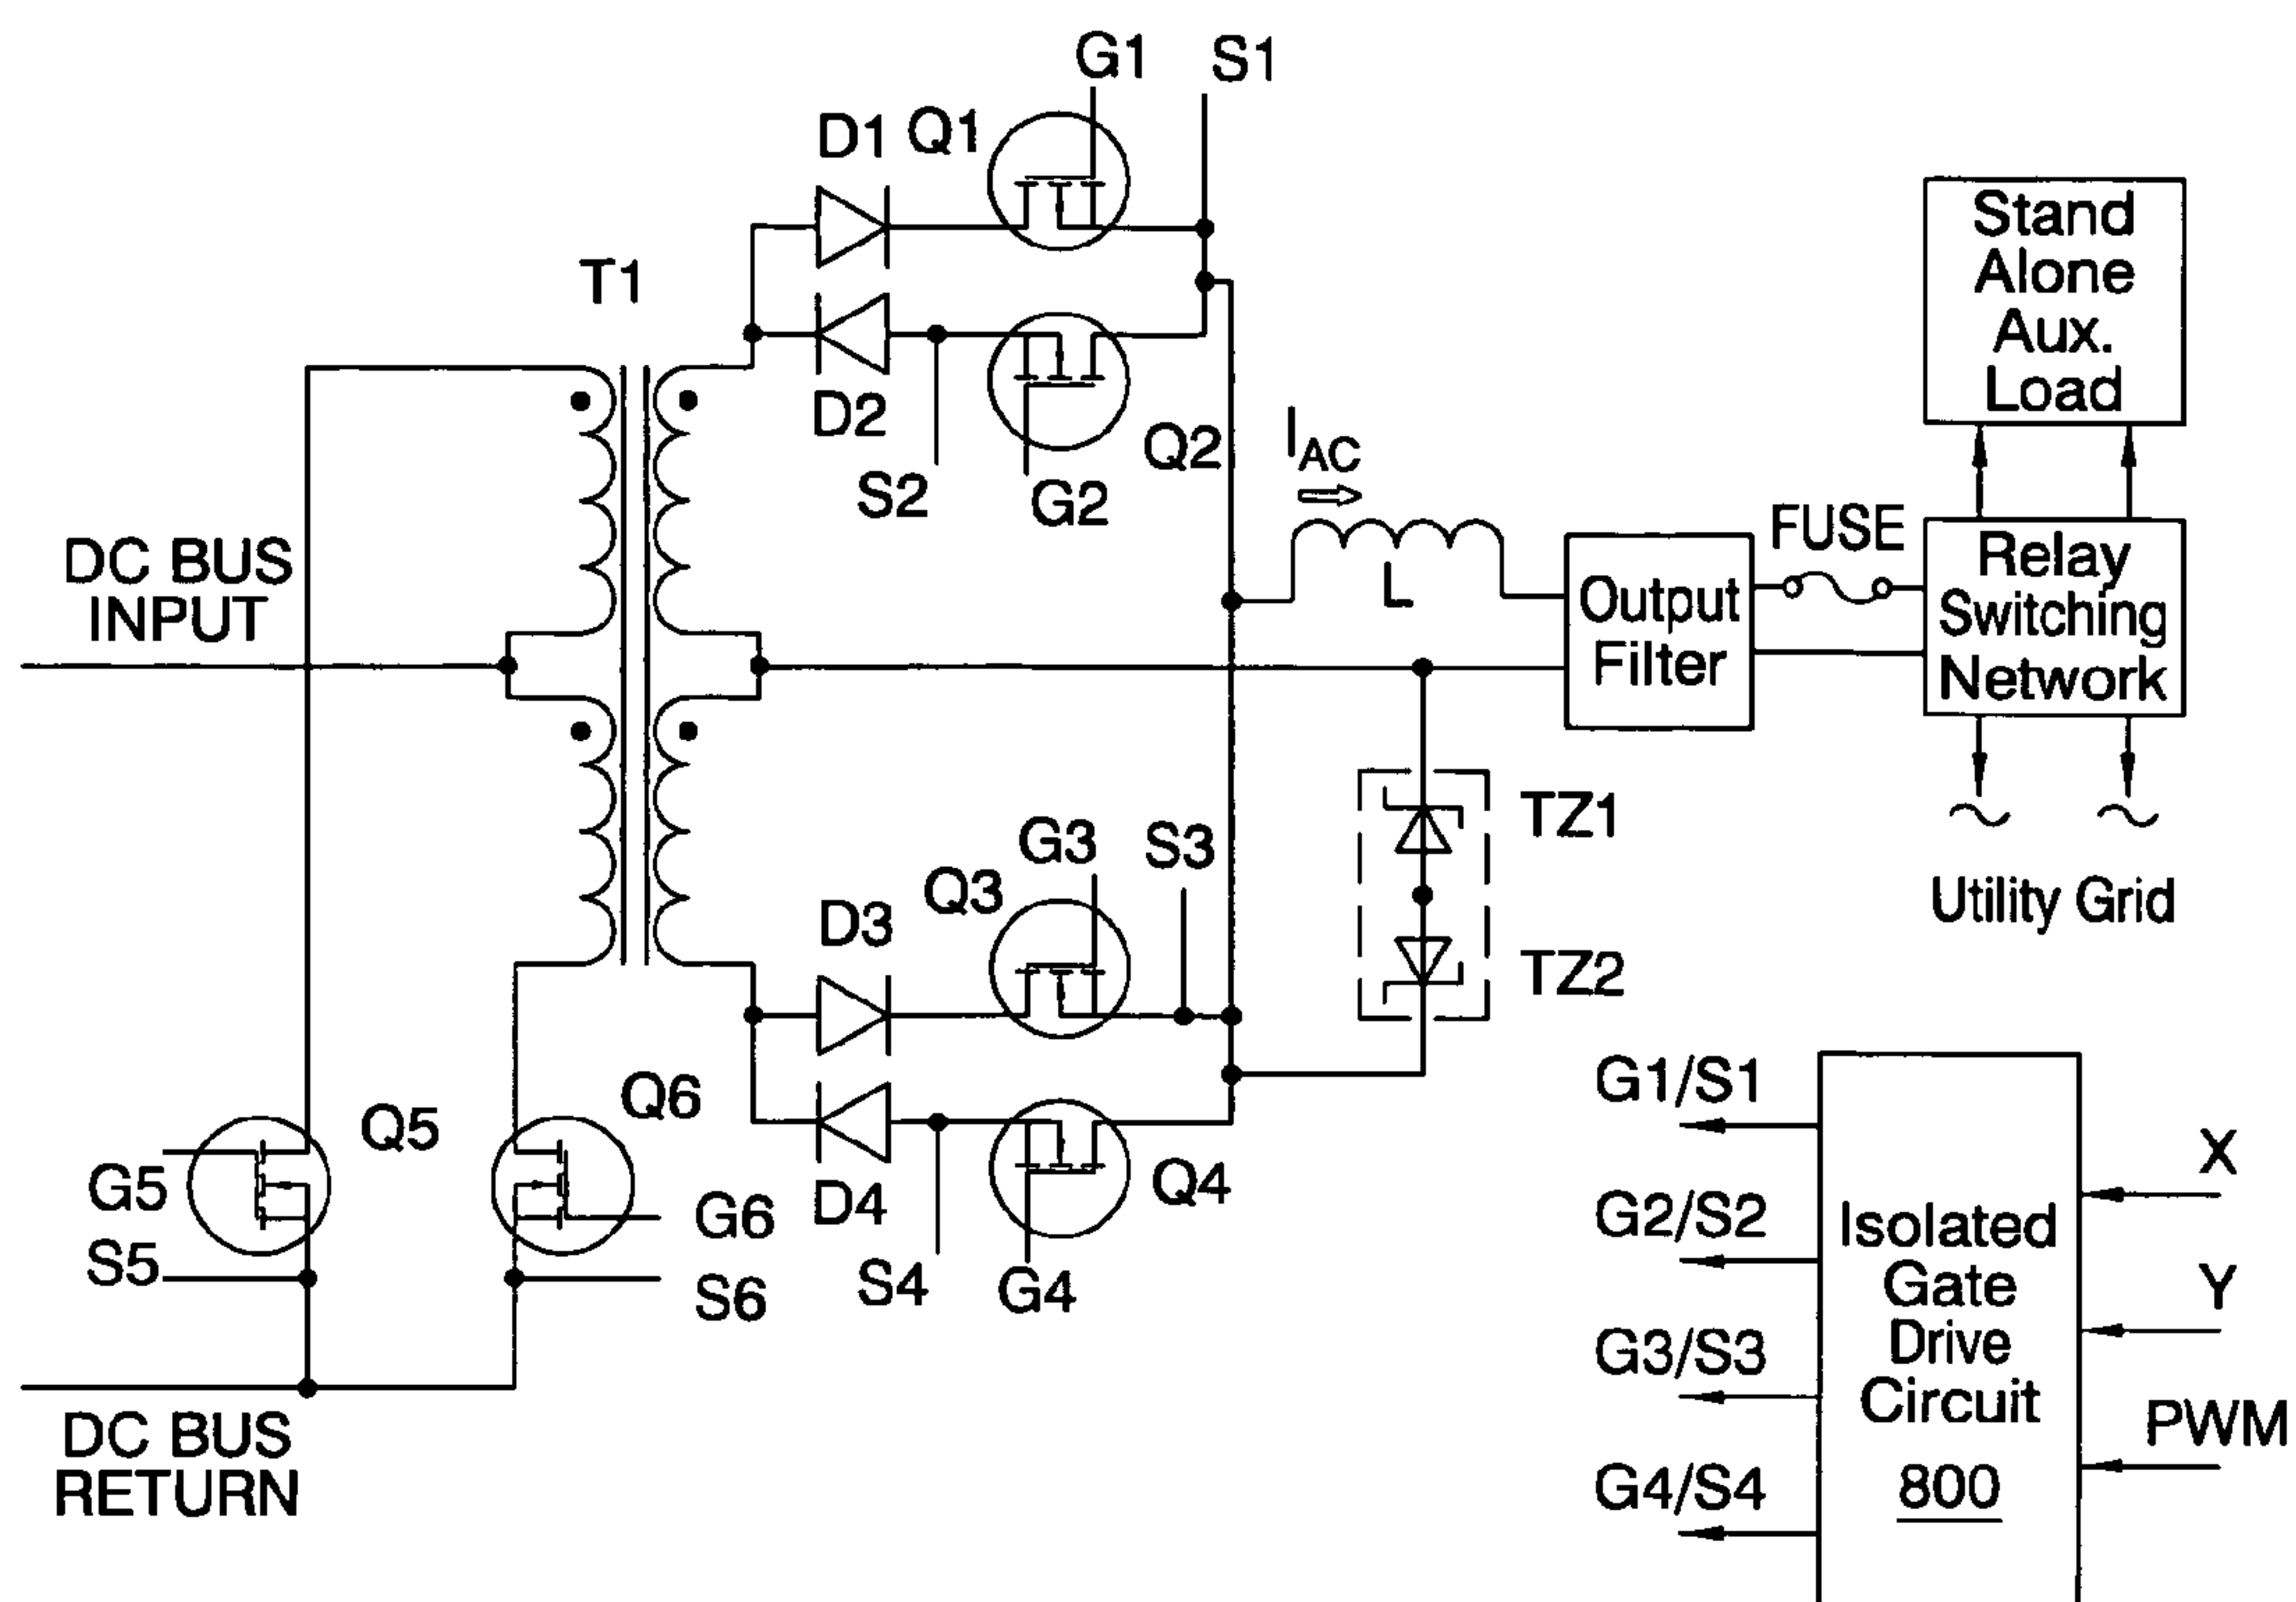 G1
S1
D1
Q1
T1
D2
S2
G2
Q2
Stand
Alone
Aux.
Load
I_AC
L
DC BUS
INPUT
Output
Filter
FUSE
Relay
Switching
Network
TZ1
TZ2
Utility Grid
G3
S3
Q3
D3
D4
S4
G4
Q4
Q5
G5
S5
Q6
G6
S6
DC BUS
RETURN
G1/S1
G2/S2
G3/S3
G4/S4
Isolated
Gate
Drive
Circuit
800
X
Y
PWM